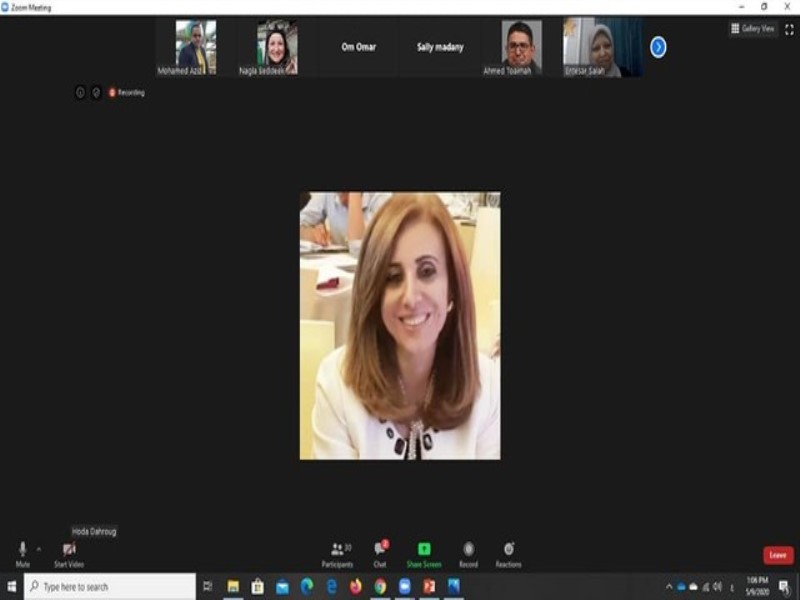 Zoom Meeting
Gallery View
Mohamed Azizi
Nagla Seddeek
Om Omar
Sally madany
Ahmed Toaimah
Entesar Salah
Recording
Hoda Dahroug
Mute
Start Video
Participants
30
Chat
Share Screen
Record
Reactions
Leave
Type here to search
1:06 PM
5/9/2020